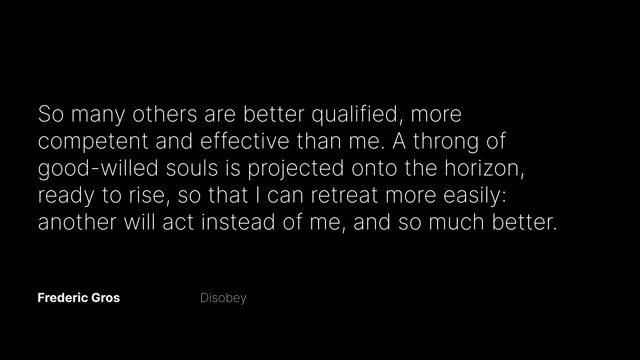 So many others are better qualified, more
competent and effective than me. A throng of
good-willed souls is projected onto the horizon,
ready to rise, so that I can retreat more easily:
another will act instead of me, and so much better.
Frederic Gros Disobey